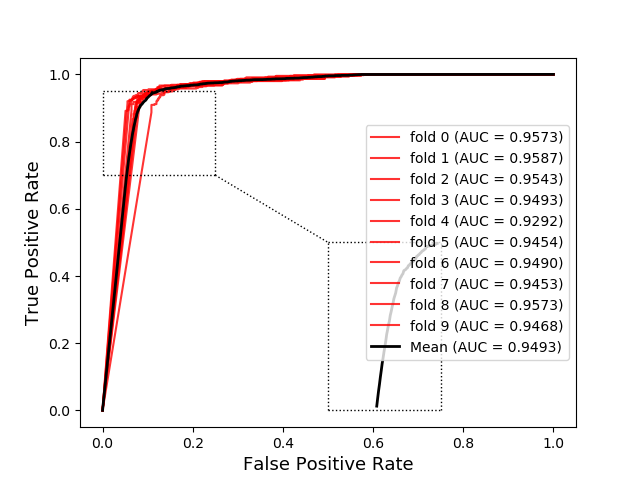 1.0
0.8
0.6
0.4
0.2
0.0
True Positive Rate
fold 0 (AUC = 0.9573)
fold 1 (AUC = 0.9587)
fold 2 (AUC = 0.9543)
fold 3 (AUC = 0.9493)
fold 4 (AUC = 0.9292)
fold 5 (AUC = 0.9454)
fold 6 (AUC = 0.9490)
fold 7 (AUC = 0.9453)
fold 8 (AUC = 0.9573)
fold 9 (AUC = 0.9468)
Mean (AUC = 0.9493)
0.0 0.2 0.4 0.6 0.8 1.0
False Positive Rate